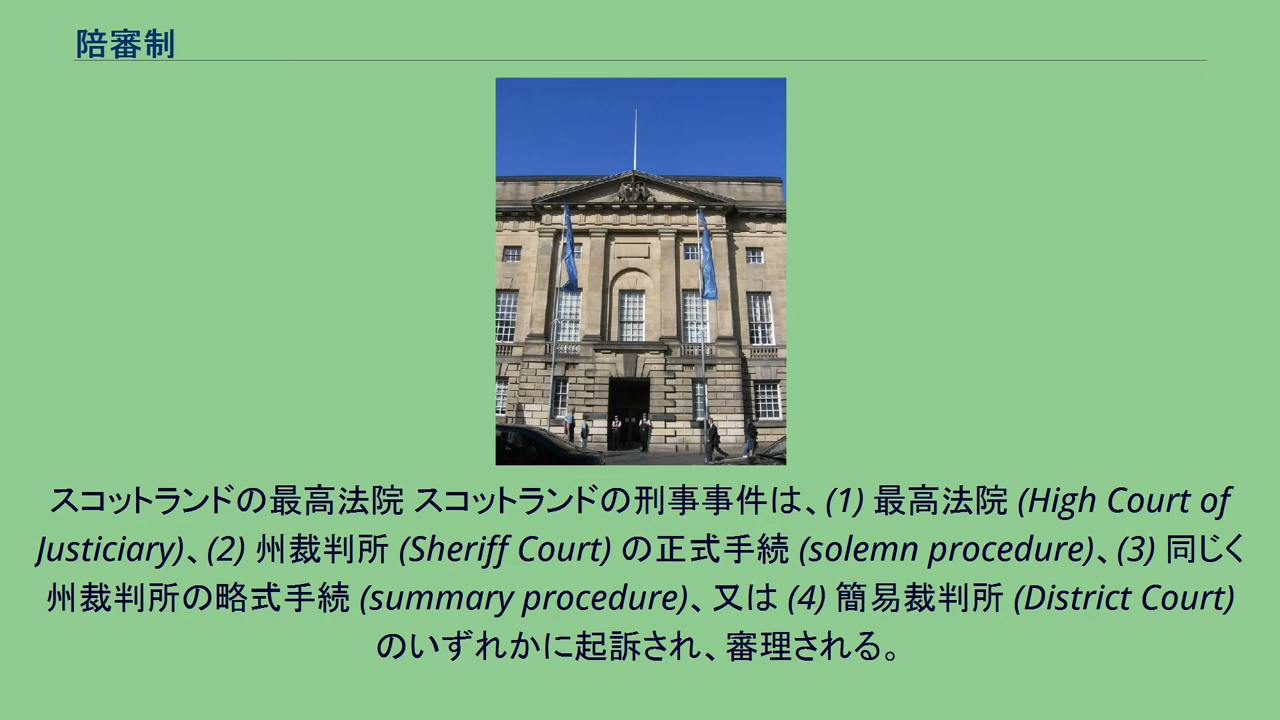 陪審制
スコットランドの最高法院 スコットランドの刑事事件は、(1) 最高法院 (High Court of
Justiciary)、(2) 州裁判所 (Sheriff Court) の正式手続 (solemn procedure)、(3) 同じく
州裁判所の略式手続 (summary procedure)、又は (4) 簡易裁判所 (District Court)
のいずれかに起訴され、審理される。